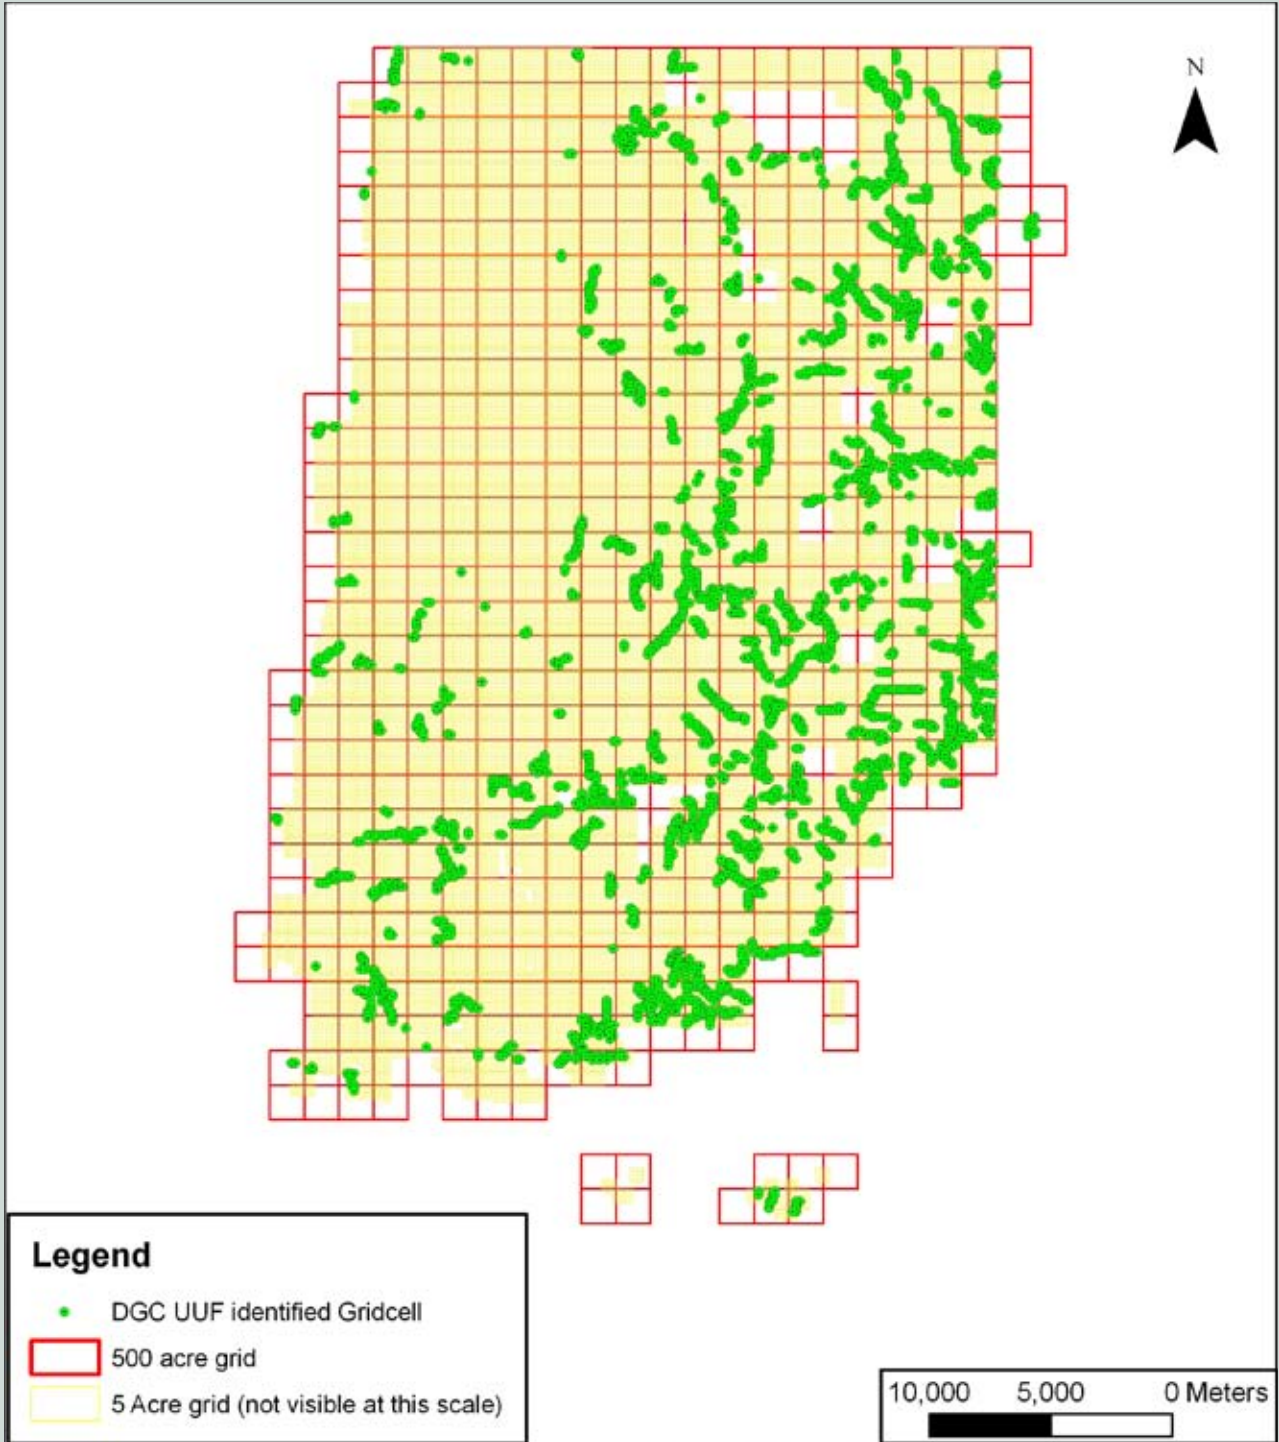 N
Legend
DGC UUF identified Gridcell
500 acre grid
5 Acre grid (not visible at this scale)
10,000 5,000 0 Meters